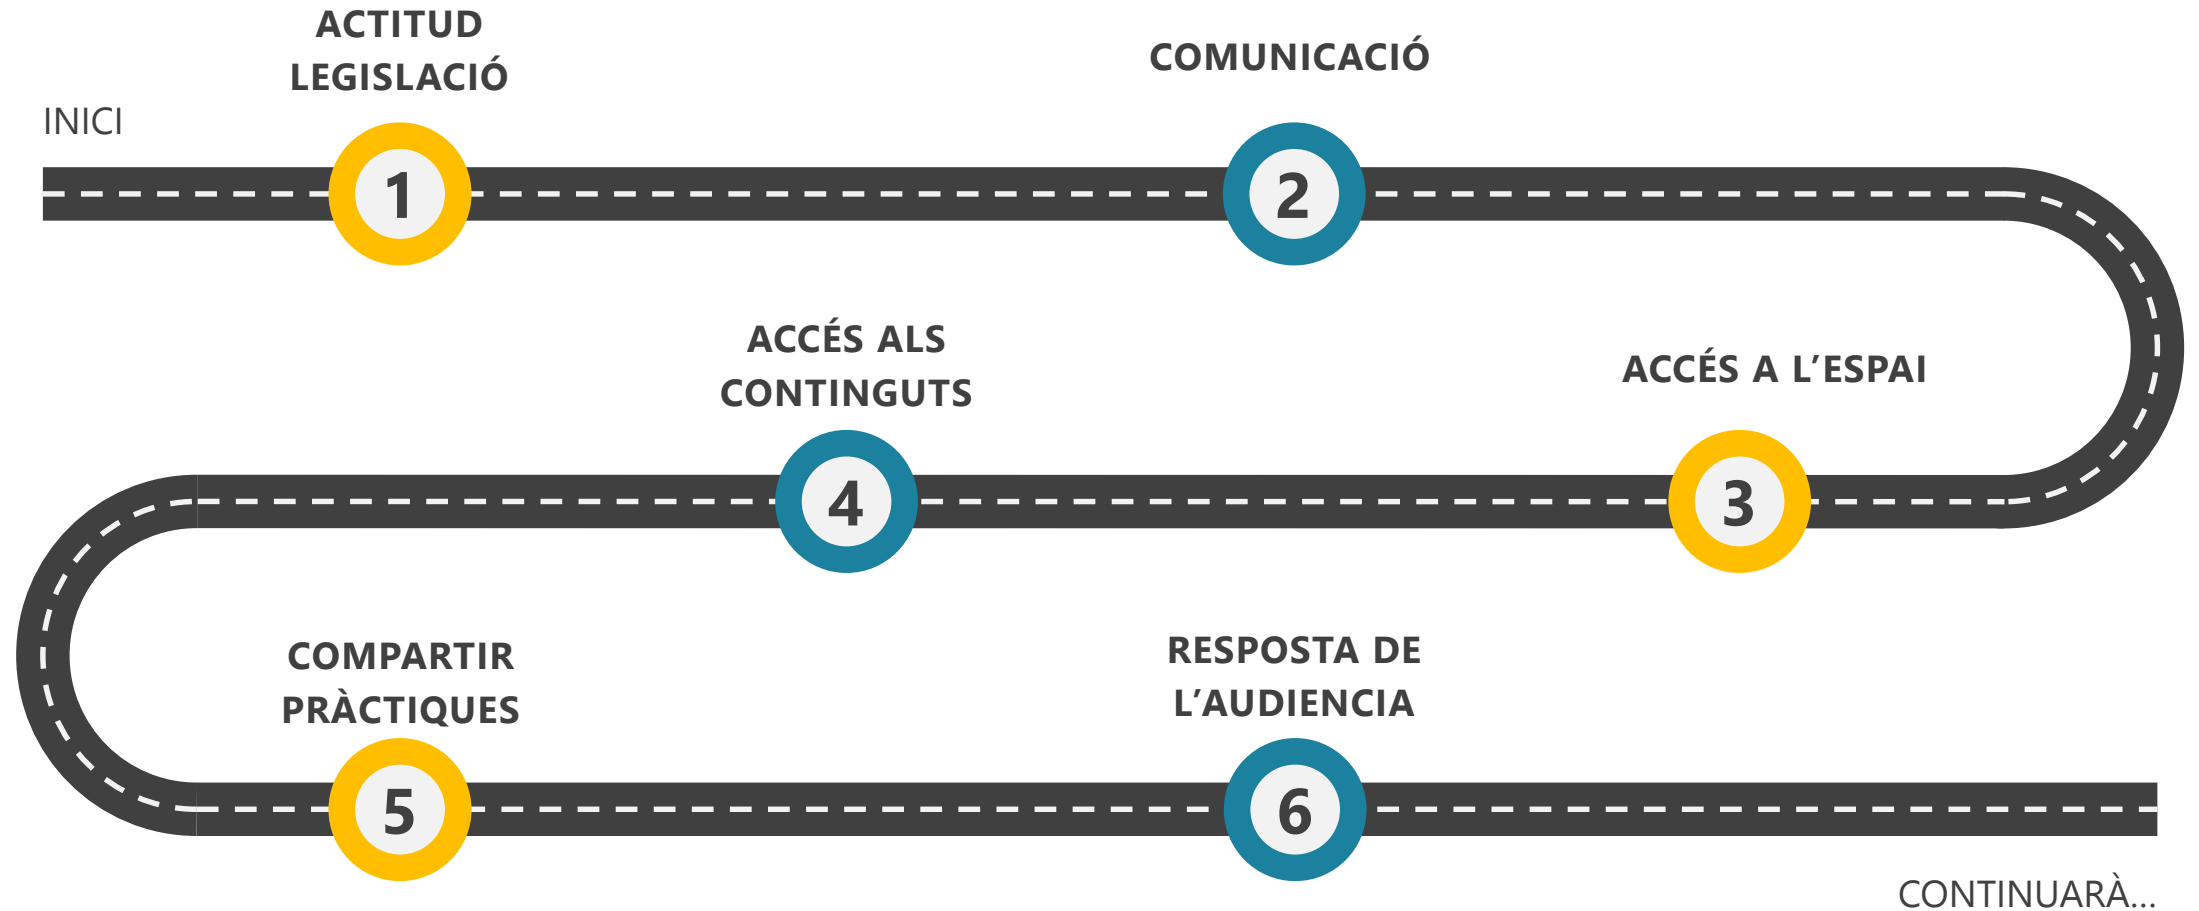 INICI
ACTITUD
LEGISLACIÓ
1
COMUNICACIÓ
2
ACCÉS A L’ESPAI
3
ACCÉS ALS
CONTINGUTS
4
COMPARTIR
PRÀCTIQUES
5
RESPOSTA DE
L’AUDIENCIA
6
CONTINUARÀ...